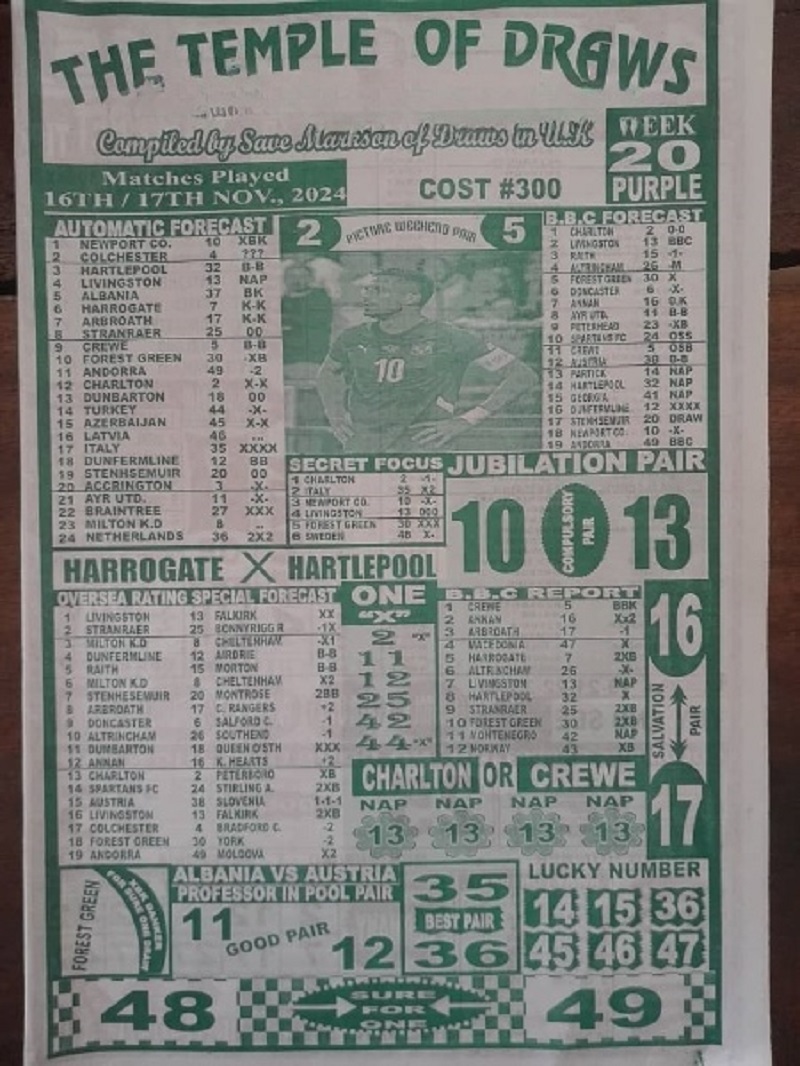 THE TEMPLE OF DRAWS
Compiled by Save Markson of Draws in U.K
WEEK
20
PURPLE
Matches Played
16TH / 17TH NOV., 2024
COST #300
AUTOMATIC FORECAST
1 NEWPORT CO. 10 XBK
2 COLCHESTER 4 ???
3 HARTLEPOOL 32 B-B
4 LIVINGSTON 13 NAP
5 ALBANIA 37 BK
6 HARROGATE 7 K-K
7 ARBROATH 17 K-K
8 STRANRAER 25 00
9 CREWE 5 B-B
10 FOREST GREEN 30 -XB
11 ANDORRA 49 -2
12 CHARLTON 2 X-X
13 DUNBARTON 18 00
14 TURKEY 44 -X-
15 AZERBAIJAN 45 X-X
16 LATVIA 46 ...
17 ITALY 35 XXXX
18 DUNFERMLINE 12 BB
19 STENHSEMUIR 20 00
20 ACCRINGTON 3 -X-
21 AYR UTD. 11 -X-
22 BRAINTREE 27 XXX
23 MILTON K.D 8 ..
24 NETHERLANDS 36 2X2
2 PICTURE WEEKEND PAIR 5
10
B.B.C FORECAST
1 CHARLTON 2 0-0
2 LIVINGSTON 13 BBC
3 RAITH 15 -1-
4 ALTRINCHAM 26 -M
5 FOREST GREEN 30 X
6 DONCASTER 6 -X-
7 ANNAN 16 0.K
8 AYR UTD. 11 B-B
9 PETERHEAD 23 -XB
10 SPARTANS FC 24 OSS
11 CREWE 5 OSB
12 AUSTRIA 38 B-B
13 PARTICK 14 NAP
14 HARTLEPOOL 32 NAP
15 GEORGIA 41 NAP
16 DUNFERMLINE 12 XXXX
17 STENHSEMUIR 20 DRAW
18 NEWPORT CO. 10 -X-
19 ANDORRA 49 BBC
SECRET FOCUS
1 CHARLTON 2 -1-
2 ITALY 35 X2
3 NEWPORT CO. 10 -X-
4 LIVINGSTON 13 000
5 FOREST GREEN 30 XXX
6 SWEDEN 48 X-
JUBILATION PAIR
10 COMPULSORY PAIR 13
HARROGATE X HARTLEPOOL
OVERSEA RATING SPECIAL FORECAST
1 LIVINGSTON 13 FALKIRK XX
2 STRANRAER 25 BONNYRIGG R -1X
3 MILTON K.D 8 CHELTENHAM -X1
4 DUNFERMLINE 12 AIRDRIE B-B
5 RAITH 15 MORTON B-B
6 MILTON K.D 8 CHELTENHAM X2
7 STENHESEMUIR 20 MONTROSE 2BB
8 ARBROATH 17 C. RANGERS +2
9 DONCASTER 6 SALFORD C. -1
10 ALTRINCHAM 26 SOUTHEND -1
11 DUMBARTON 18 QUEEN O'STH XXX
12 ANNAN 16 K. HEARTS +2
13 CHARLTON 2 PETERBORO XB
14 SPARTANS FC 24 STIRLING A. 2XB
15 AUSTRIA 38 SLOVENIA 1-1-1
16 LIVINGSTON 13 FALKIRK 2XB
17 COLCHESTER 4 BRADFORD C. -2
18 FOREST GREEN 30 YORK -2
19 ANDORRA 49 MOLDOVA X2
ONE
"X"
2 "X"
11
12
25
42
44 "X"
B.B.C REPORT
1 CREWE 5 BBK
2 ANNAN 16 Xx2
3 ARBROATH 17 -1
4 MACEDONIA 47 X
5 HARROGATE 7 2XB
6 ALTRINCHAM 26 -X-
7 LIVINGSTON 13 NAP
8 HARTLEPOOL 32 X
9 STRANRAER 25 2XB
10 FOREST GREEN 30 2XB
11 MONTENEGRO 42 NAP
12 NORWAY 43 XB
16
SALVATION PAIR
17
CHARLTON OR CREWE
NAP NAP NAP NAP
13 13 13 13
FOREST GREEN
BANKER FOR SURE ONE DRAW
ALBANIA VS AUSTRIA
PROFESSOR IN POOL PAIR
11 GOOD PAIR 12
35
BEST PAIR
36
LUCKY NUMBER
14 15 36
45 46 47
48 SURE FOR ONE 49